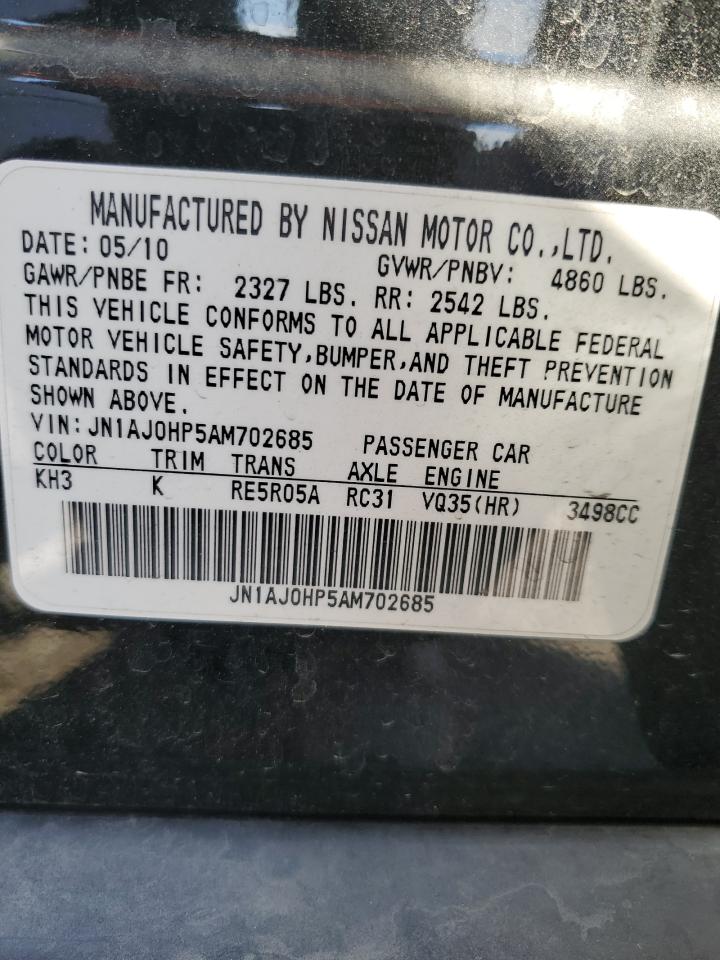 MANUFACTURED BY NISSAN MOTOR CO.,LTD.
DATE: 05/10 GVWR/PNBV: 4860 LBS.
GAWR/PNBE FR: 2327 LBS. RR: 2542 LBS.
THIS VEHICLE CONFORMS TO ALL APPLICABLE FEDERAL
MOTOR VEHICLE SAFETY,BUMPER,AND THEFT PREVENTION
STANDARDS IN EFFECT ON THE DATE OF MANUFACTURE
SHOWN ABOVE.
VIN:JN1AJ0HP5AM702685 PASSENGER CAR
COLOR TRIM TRANS AXLE ENGINE
KH3 K RE5R05A RC31 VQ35(HR) 3498CC
JN1AJ0HP5AM702685